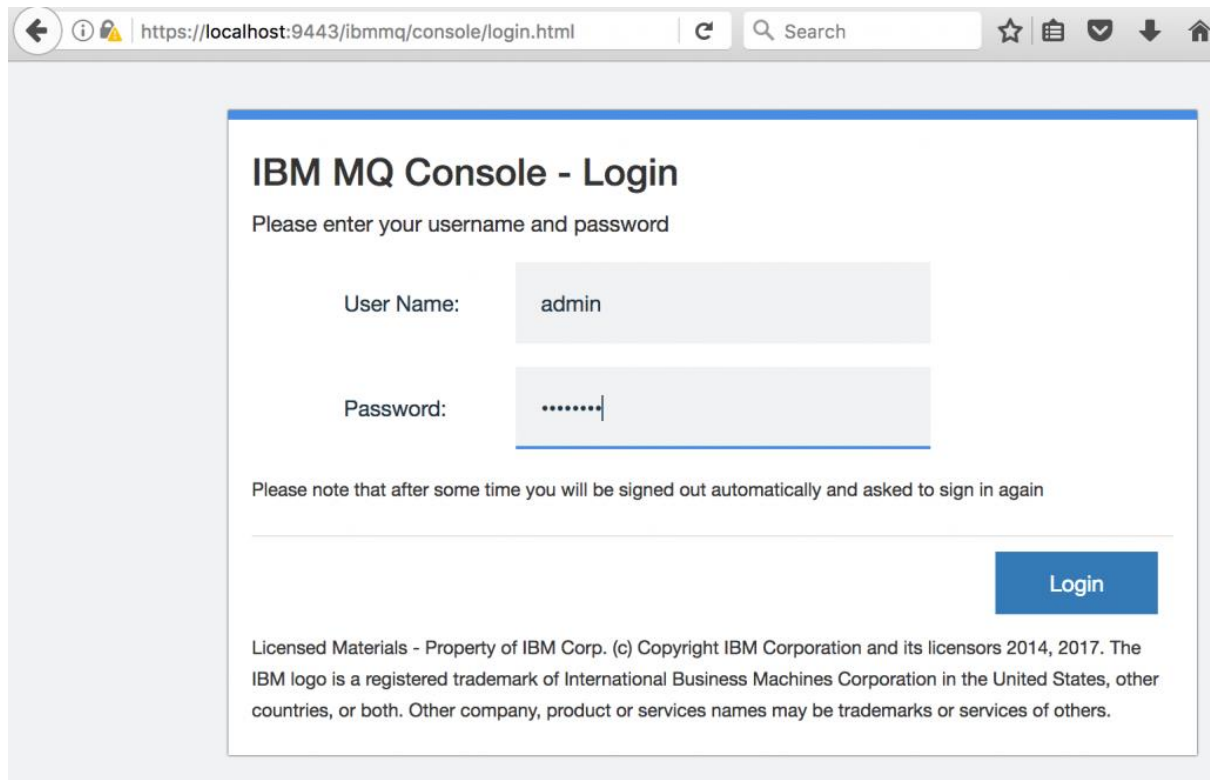 https://localhost:9443/ibmmq/console/login.html
Search
IBM MQ Console - Login
Please enter your username and password
User Name:
admin
Password:
••••••••
Please note that after some time you will be signed out automatically and asked to sign in again
Login
Licensed Materials - Property of IBM Corp. (c) Copyright IBM Corporation and its licensors 2014, 2017. The
IBM logo is a registered trademark of International Business Machines Corporation in the United States, other
countries, or both. Other company, product or services names may be trademarks or services of others.